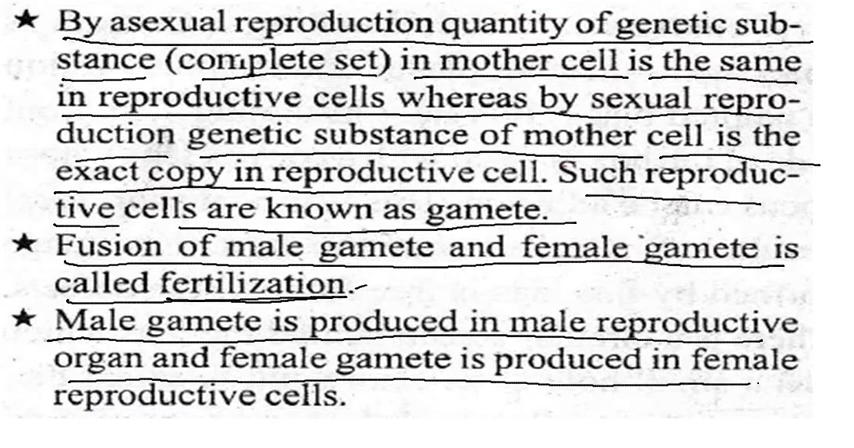 ★ By asexual reproduction quantity of genetic sub-
stance (complete set) in mother cell is the same
in reproductive cells whereas by sexual repro-
duction genetic substance of mother cell is the
exact copy in reproductive cell. Such reproduc-
tive cells are known as gamete.
★ Fusion of male gamete and female gamete is
called fertilization.
★ Male gamete is produced in male reproductive
organ and female gamete is produced in female
reproductive cells.